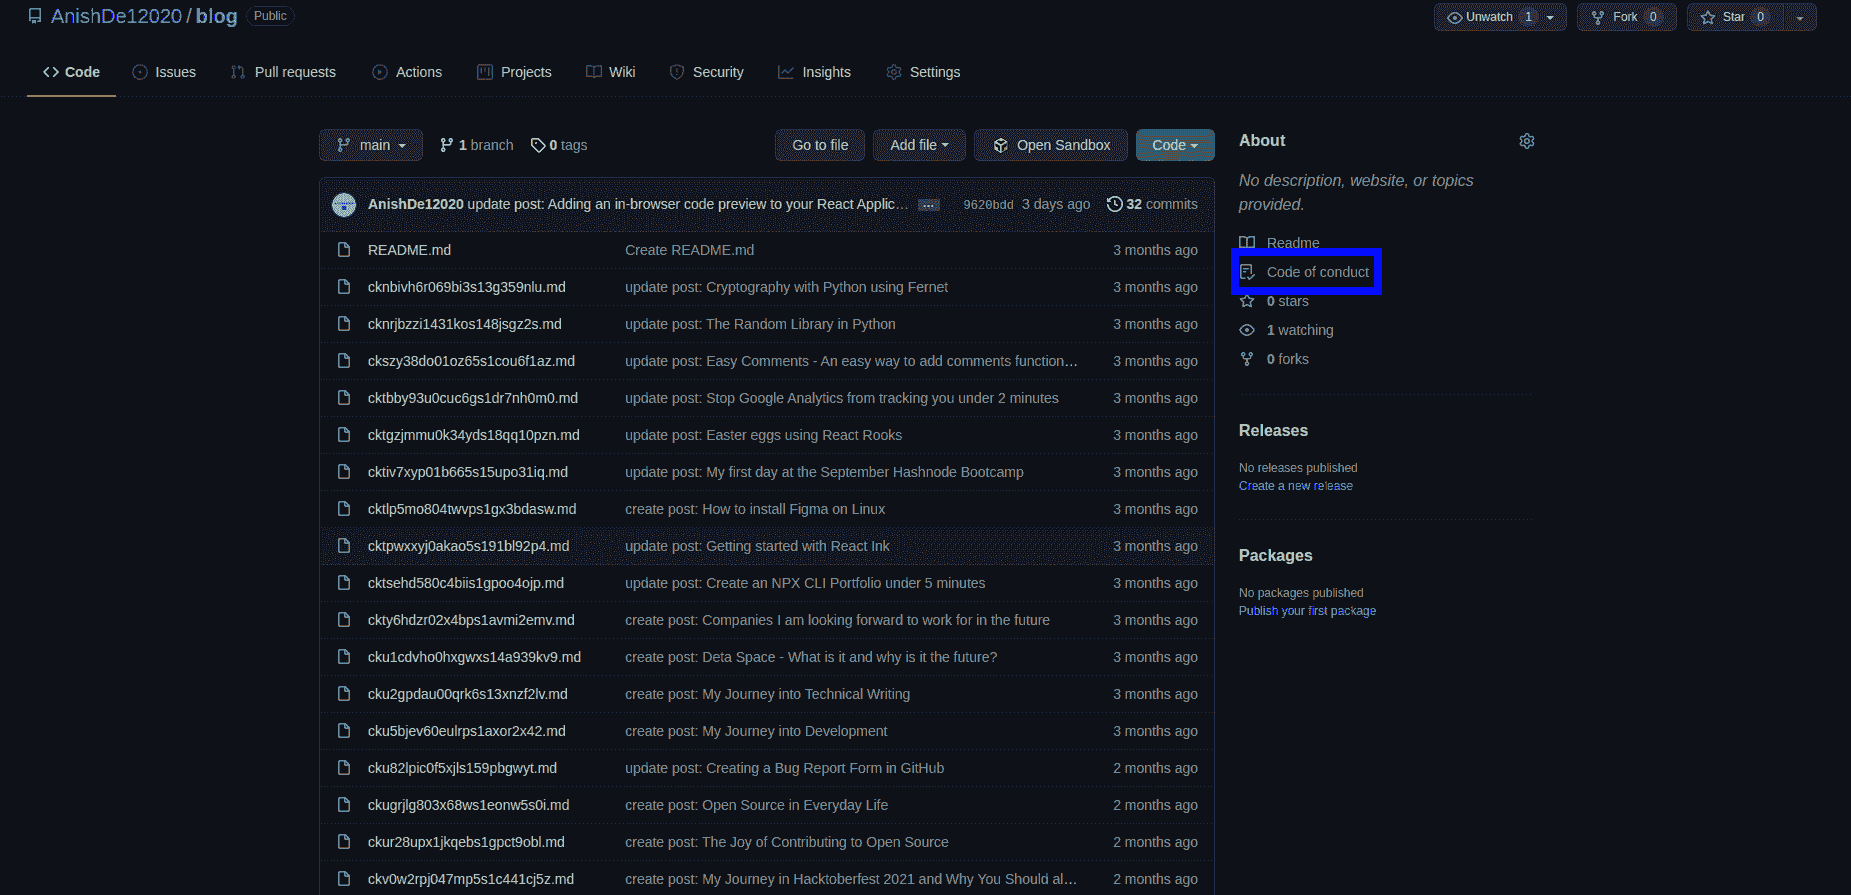 AnishDe12020 / blog Public
Unwatch 1 Fork 0 Star 0
Code Issues Pull requests Actions Projects Wiki Security Insights Settings
main 1 branch 0 tags Go to file Add file Open Sandbox Code
AnishDe12020 update post: Adding an in-browser code preview to your React Applic… ... 9620bdd 3 days ago 32 commits
README.md Create README.md 3 months ago
cknbivh6r069bi3s13g359nlu.md update post: Cryptography with Python using Fernet 3 months ago
cknrjbzzi1431kos148jsgz2s.md update post: The Random Library in Python 3 months ago
ckszy38do01oz65s1cou6f1az.md update post: Easy Comments - An easy way to add comments function… 3 months ago
cktbby93u0cuc6gs1dr7nh0m0.md update post: Stop Google Analytics from tracking you under 2 minutes 3 months ago
cktgzjmmu0k34yds18qq10pzn.md update post: Easter eggs using React Rooks 3 months ago
cktiv7xyp01b665s15upo31iq.md update post: My first day at the September Hashnode Bootcamp 3 months ago
cktlp5mo804twvps1gx3bdasw.md create post: How to install Figma on Linux 3 months ago
cktpwxxyj0akao5s191bl92p4.md update post: Getting started with React Ink 3 months ago
cktsehd580c4biis1gpoo4ojp.md update post: Create an NPX CLI Portfolio under 5 minutes 3 months ago
ckty6hdzr02x4bps1avmi2emv.md create post: Companies I am looking forward to work for in the future 3 months ago
cku1cdvho0hxgwxs14a939kv9.md create post: Deta Space - What is it and why is it the future? 3 months ago
cku2gpdau00qrk6s13xnzf2lv.md create post: My Journey into Technical Writing 3 months ago
cku5bjev60eulrps1axor2x42.md create post: My Journey into Development 3 months ago
cku82lpic0f5xjls159pbgwyt.md update post: Creating a Bug Report Form in GitHub 2 months ago
ckugrjlg803x68ws1eonw5s0i.md create post: Open Source in Everyday Life 2 months ago
ckur28upx1jkqebs1gpct9obl.md create post: The Joy of Contributing to Open Source 2 months ago
ckv0w2rpj047mp5s1c441cj5z.md create post: My Journey in Hacktoberfest 2021 and Why You Should al… 2 months ago
About
No description, website, or topics
provided.
Readme
Code of conduct
0 stars
1 watching
0 forks
Releases
No releases published
Create a new release
Packages
No packages published
Publish your first package